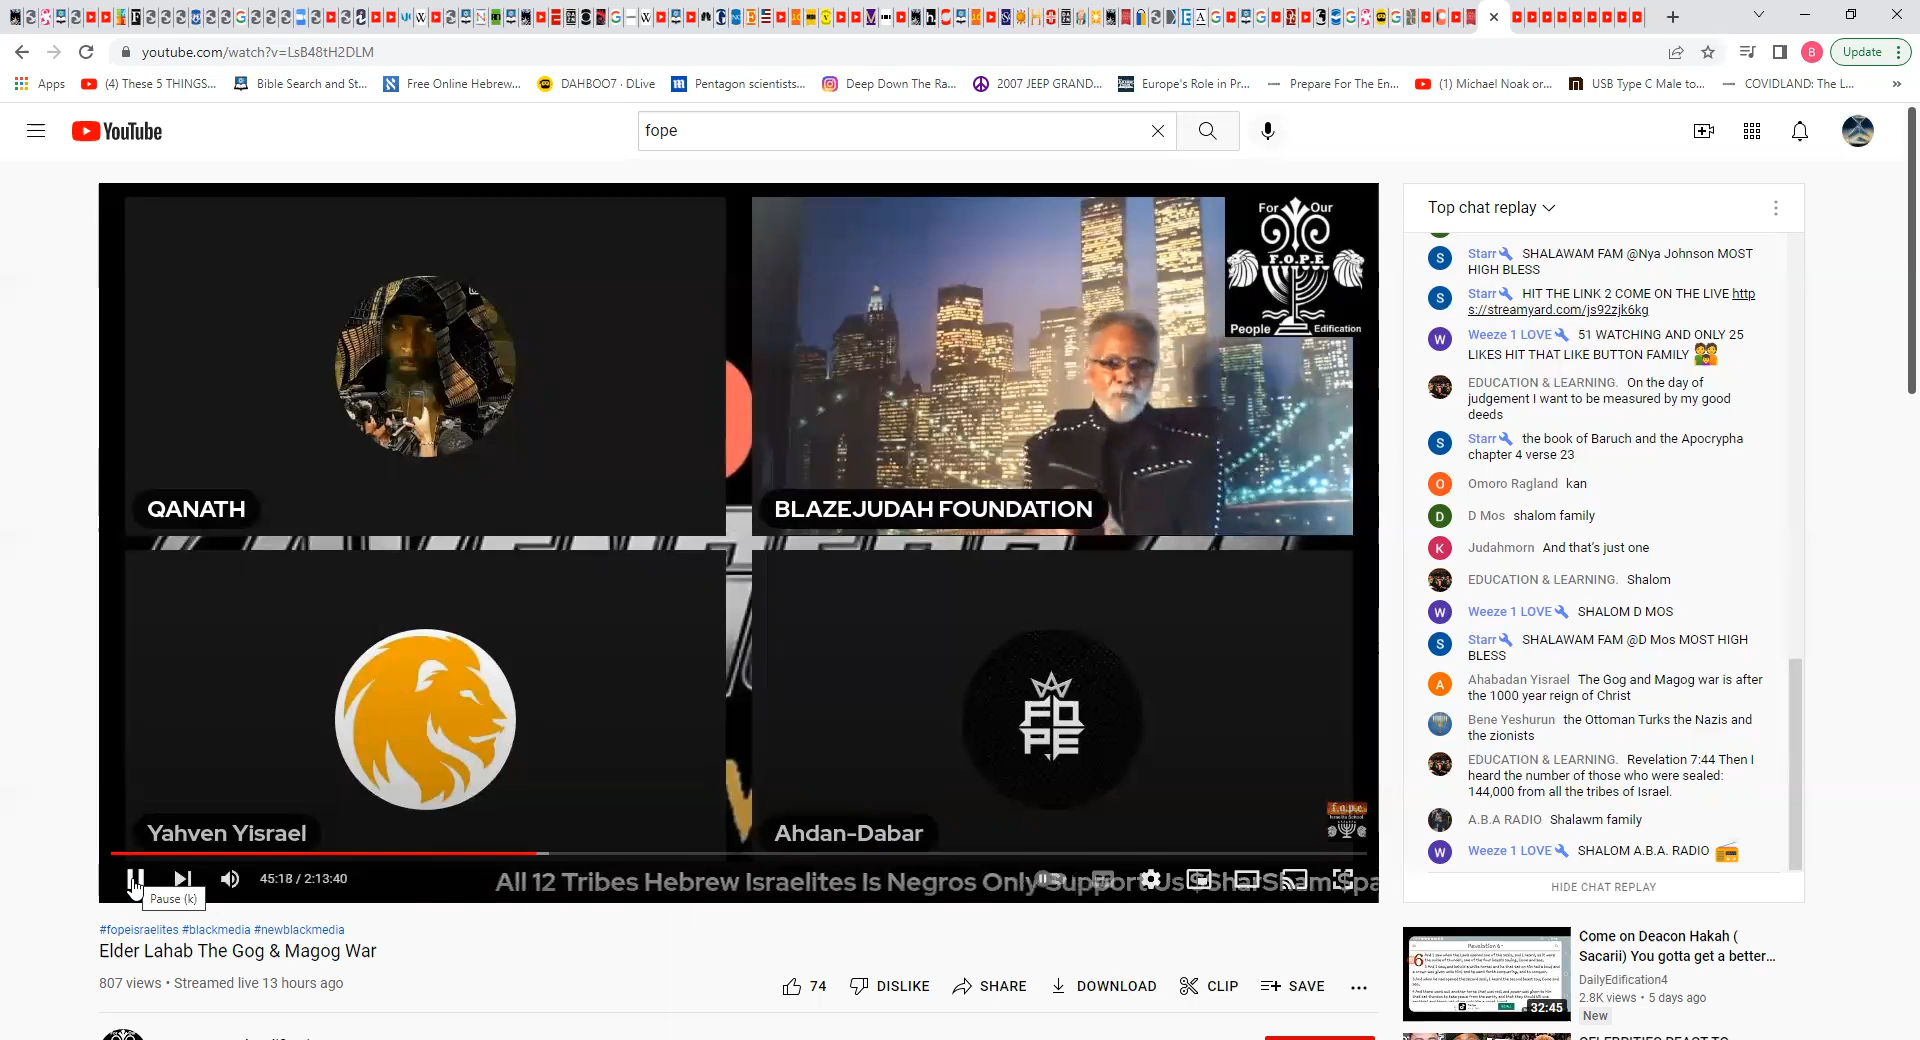 youtube.com/watch?v=LsB48tH2DLM
B
Update
Apps
(4) These 5 THINGS...
Bible Search and St...
Free Online Hebrew...
DAHBOO7 · DLive
Pentagon scientists...
Deep Down The Ra...
2007 JEEP GRAND...
Europe's Role in Pr...
Prepare For The En...
(1) Michael Noak or...
USB Type C Male to...
COVIDLAND: The L...
»
YouTube
fope
For Our
F.O.P.E
People Edification
QANATH
BLAZEJUDAH FOUNDATION
Yahven Yisrael
FOPE
Ahdan-Dabar
f.o.p.e
45:18 / 2:13:40
All 12 Tribes Hebrew Israelites Is Negros Only Support Us $SharSham $pa
Pause (k)
#fopeisraelites #blackmedia #newblackmedia
Elder Lahab The Gog & Magog War
807 views • Streamed live 13 hours ago
74
DISLIKE
SHARE
DOWNLOAD
CLIP
SAVE
Top chat replay
S
Starr SHALAWAM FAM @Nya Johnson MOST
HIGH BLESS
S
Starr HIT THE LINK 2 COME ON THE LIVE http
s://streamyard.com/js92zjk6kg
W
Weeze 1 LOVE 51 WATCHING AND ONLY 25
LIKES HIT THAT LIKE BUTTON FAMILY
EDUCATION & LEARNING. On the day of
judgement I want to be measured by my good
deeds
S
Starr the book of Baruch and the Apocrypha
chapter 4 verse 23
O
Omoro Ragland kan
D
D Mos shalom family
K
Judahmorn And that's just one
EDUCATION & LEARNING. Shalom
W
Weeze 1 LOVE SHALOM D MOS
S
Starr SHALAWAM FAM @D Mos MOST HIGH
BLESS
A
Ahabadan Yisrael The Gog and Magog war is after
the 1000 year reign of Christ
Bene Yeshurun the Ottoman Turks the Nazis and
the zionists
EDUCATION & LEARNING. Revelation 7:44 Then I
heard the number of those who were sealed:
144,000 from all the tribes of Israel.
A.B.A RADIO Shalawm family
W
Weeze 1 LOVE SHALOM A.B.A. RADIO
HIDE CHAT REPLAY
32:45
Come on Deacon Hakah (
Sacarii) You gotta get a better...
DailyEdification4
2.8K views • 5 days ago
New
CELEBRITIES REACT TO